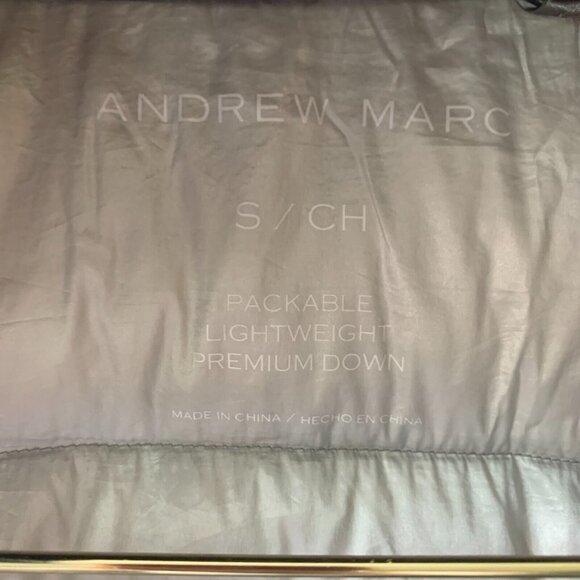 ANDREW MARC
S / CH
PACKABLE
LIGHTWEIGHT
PREMIUM DOWN
MADE IN CHINA / HECHO EN CHINA